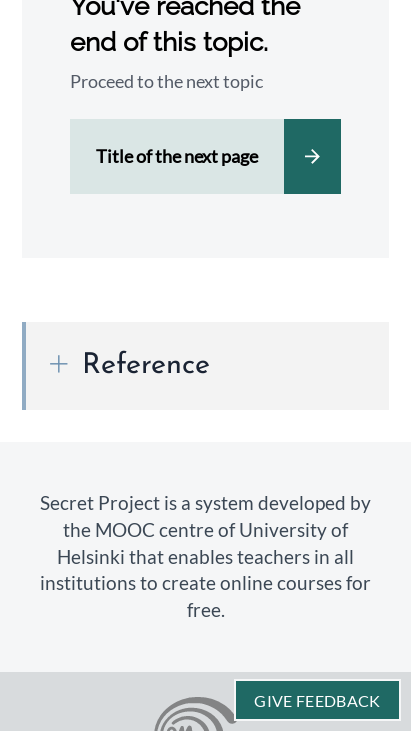 You've reached the
end of this topic.
Proceed to the next topic
Title of the next page
Reference
Secret Project is a system developed by
the MOOC centre of University of
Helsinki that enables teachers in all
institutions to create online courses for
free.
GIVE FEEDBACK